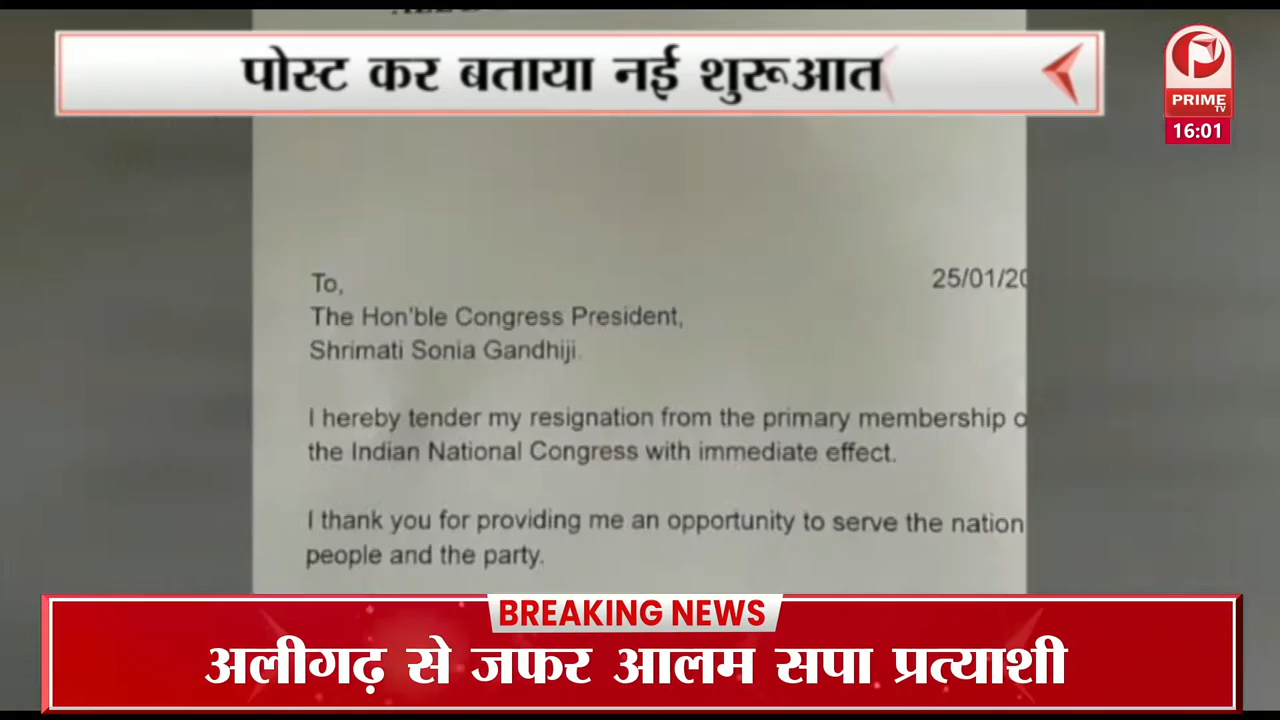 पोस्ट कर बताया नई शुरूआत
PRIME
TV
16:01
To,
25/01/20
The Hon'ble Congress President,
Shrimati Sonia Gandhiji.
I hereby tender my resignation from the primary membership o
the Indian National Congress with immediate effect.
I thank you for providing me an opportunity to serve the nation
people and the party.
BREAKING NEWS
अलीगढ़ से जफर आलम सपा प्रत्याशी